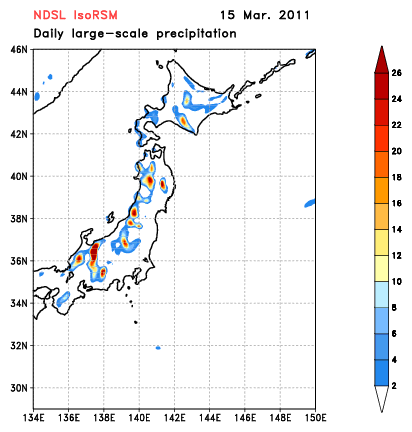 NDSL IsoRSM 15 Mar. 2011
Daily large-scale precipitation
46N
44N
42N
40N
38N
36N
34N
32N
30N
134E 136E 138E 140E 142E 144E 146E 148E 150E
26
22
20
18
16
14
12
10
8
6
4
2